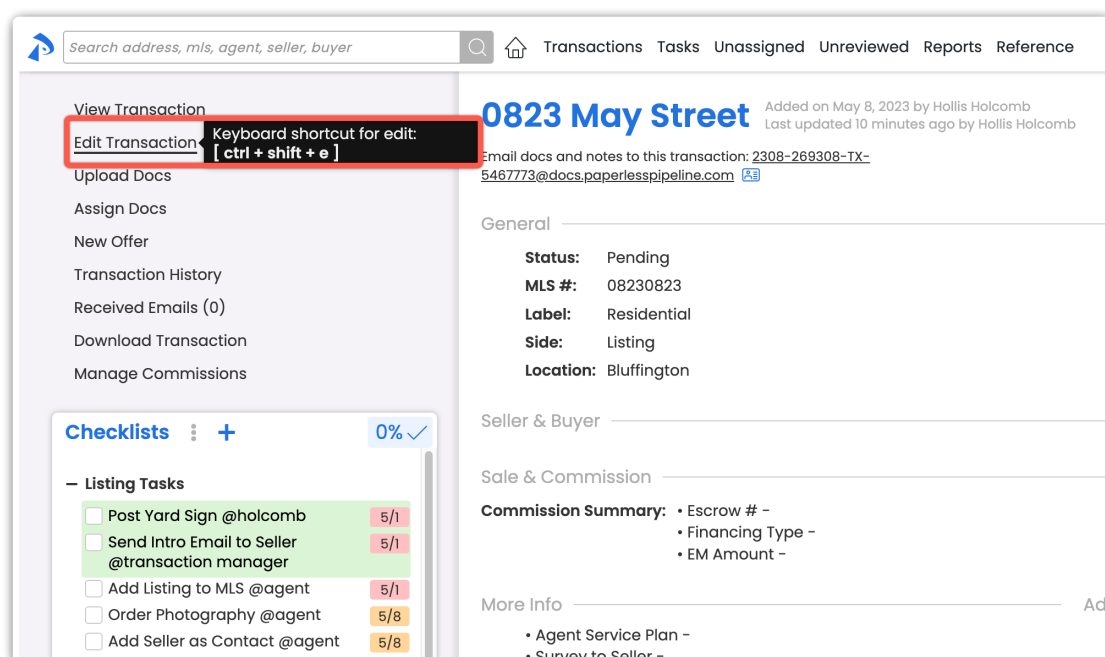 Search address, mls, agent, seller, buyer
Transactions Tasks Unassigned Unreviewed Reports Reference
View Transaction
Edit Transaction
Keyboard shortcut for edit:
[ ctrl + shift + e ]
Upload Docs
Assign Docs
New Offer
Transaction History
Received Emails (0)
Download Transaction
Manage Commissions
Checklists
0%
Listing Tasks
Post Yard Sign @holcomb 5/1
Send Intro Email to Seller 5/1
@transaction manager
Add Listing to MLS @agent 5/1
Order Photography @agent 5/8
Add Seller as Contact @agent 5/8
0823 May Street
Added on May 8, 2023 by Hollis Holcomb
Last updated 10 minutes ago by Hollis Holcomb
Email docs and notes to this transaction: 2308-269308-TX-
5467773@docs.paperlesspipeline.com
General
Status: Pending
MLS #: 08230823
Label: Residential
Side: Listing
Location: Bluffington
Seller & Buyer
Sale & Commission
Commission Summary: • Escrow # -
• Financing Type -
• EM Amount -
More Info
Ad
• Agent Service Plan -
• Survey to Seller -